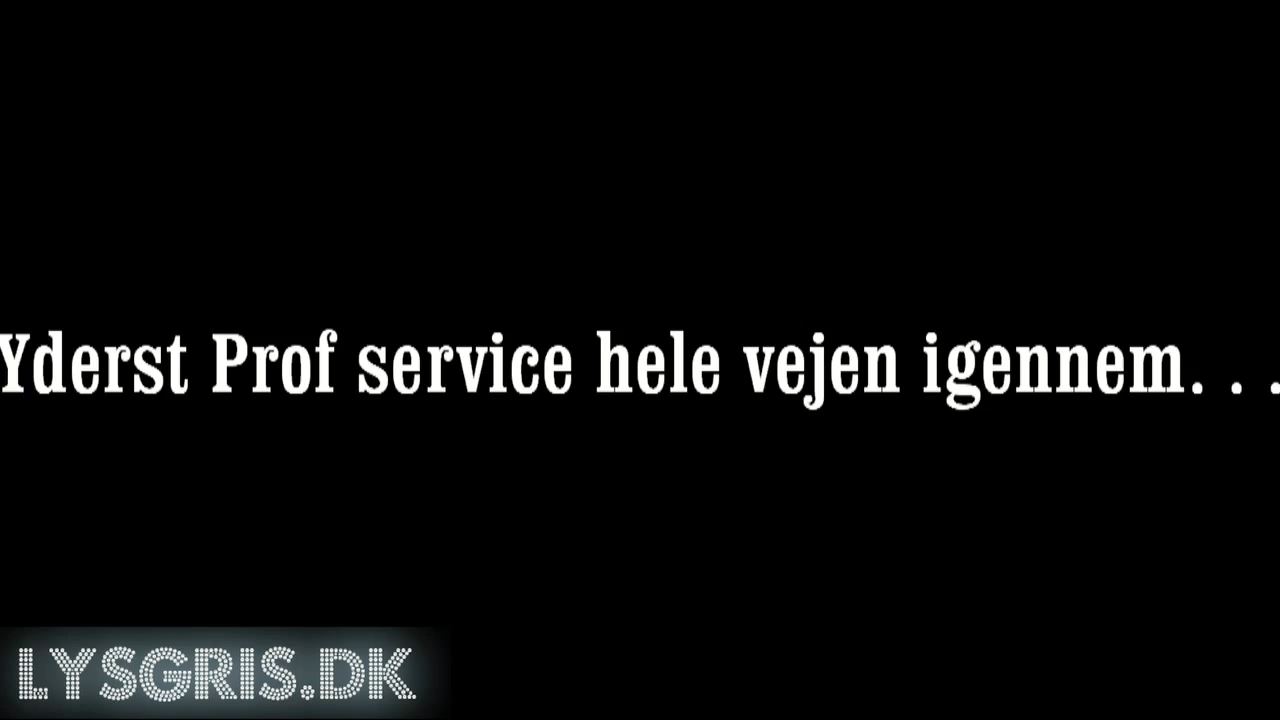 Yderst Prof service hele vejen igennem. . .
LYSGRIS.DK